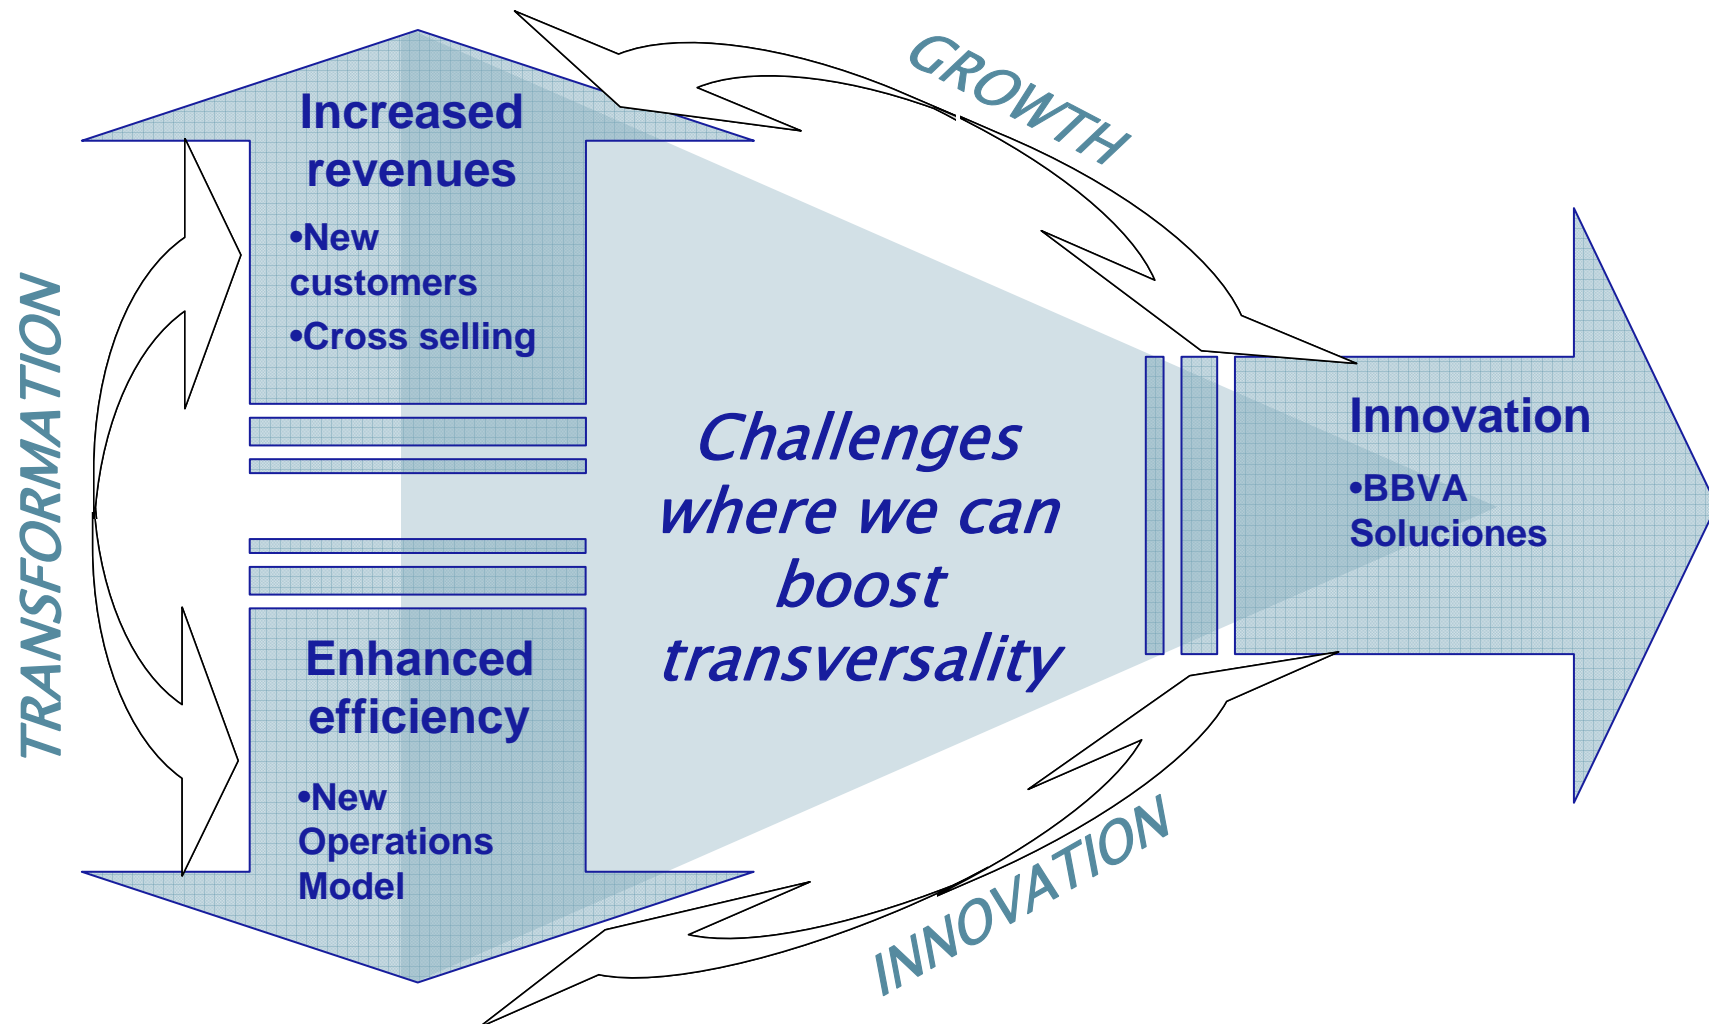 GROWTH
Increased
revenues
•New
customers
•Cross selling
TRANSFORMATION
Challenges
where we can
boost
transversality
Innovation
•BBVA
Soluciones
Enhanced
efficiency
•New
Operations
Model
INNOVATION